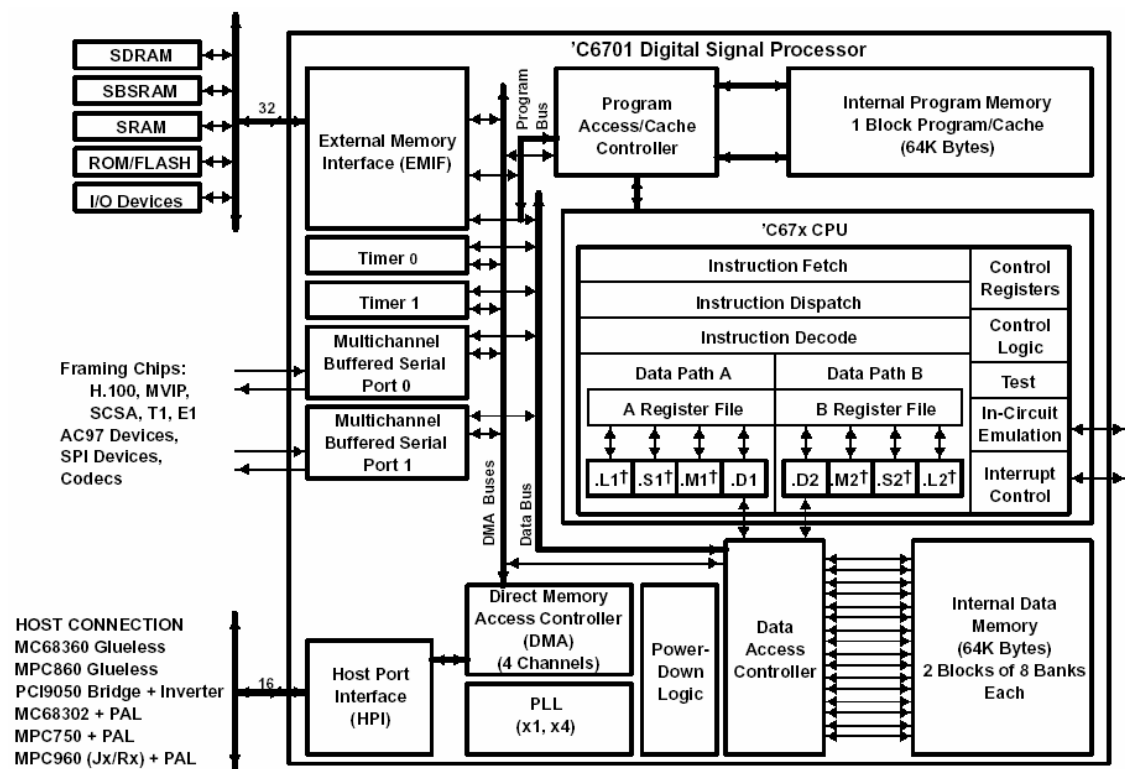 'C6701 Digital Signal Processor
SDRAM
SBSRAM
SRAM
ROM/FLASH
I/O Devices
32
External Memory
Interface (EMIF)
Timer 0
Timer 1
Multichannel
Buffered Serial
Port 0
Multichannel
Buffered Serial
Port 1
Framing Chips:
H.100, MVIP,
SCSA, T1, E1
AC97 Devices,
SPI Devices,
Codecs
Program
Bus
DMA Buses
Data Bus
Program
Access/Cache
Controller
Internal Program Memory
1 Block Program/Cache
(64K Bytes)
'C67x CPU
Instruction Fetch
Instruction Dispatch
Instruction Decode
Data Path A
Data Path B
A Register File
B Register File
.L1†
.S1†
.M1†
.D1
.D2
.M2†
.S2†
.L2†
Control
Registers
Control
Logic
Test
In-Circuit
Emulation
Interrupt
Control
HOST CONNECTION
MC68360 Glueless
MPC860 Glueless
PCI9050 Bridge + Inverter
MC68302 + PAL
MPC750 + PAL
MPC960 (Jx/Rx) + PAL
16
Host Port
Interface
(HPI)
Direct Memory
Access Controller
(DMA)
(4 Channels)
PLL
(x1, x4)
Power-
Down
Logic
Data
Access
Controller
Internal Data
Memory
(64K Bytes)
2 Blocks of 8 Banks
Each